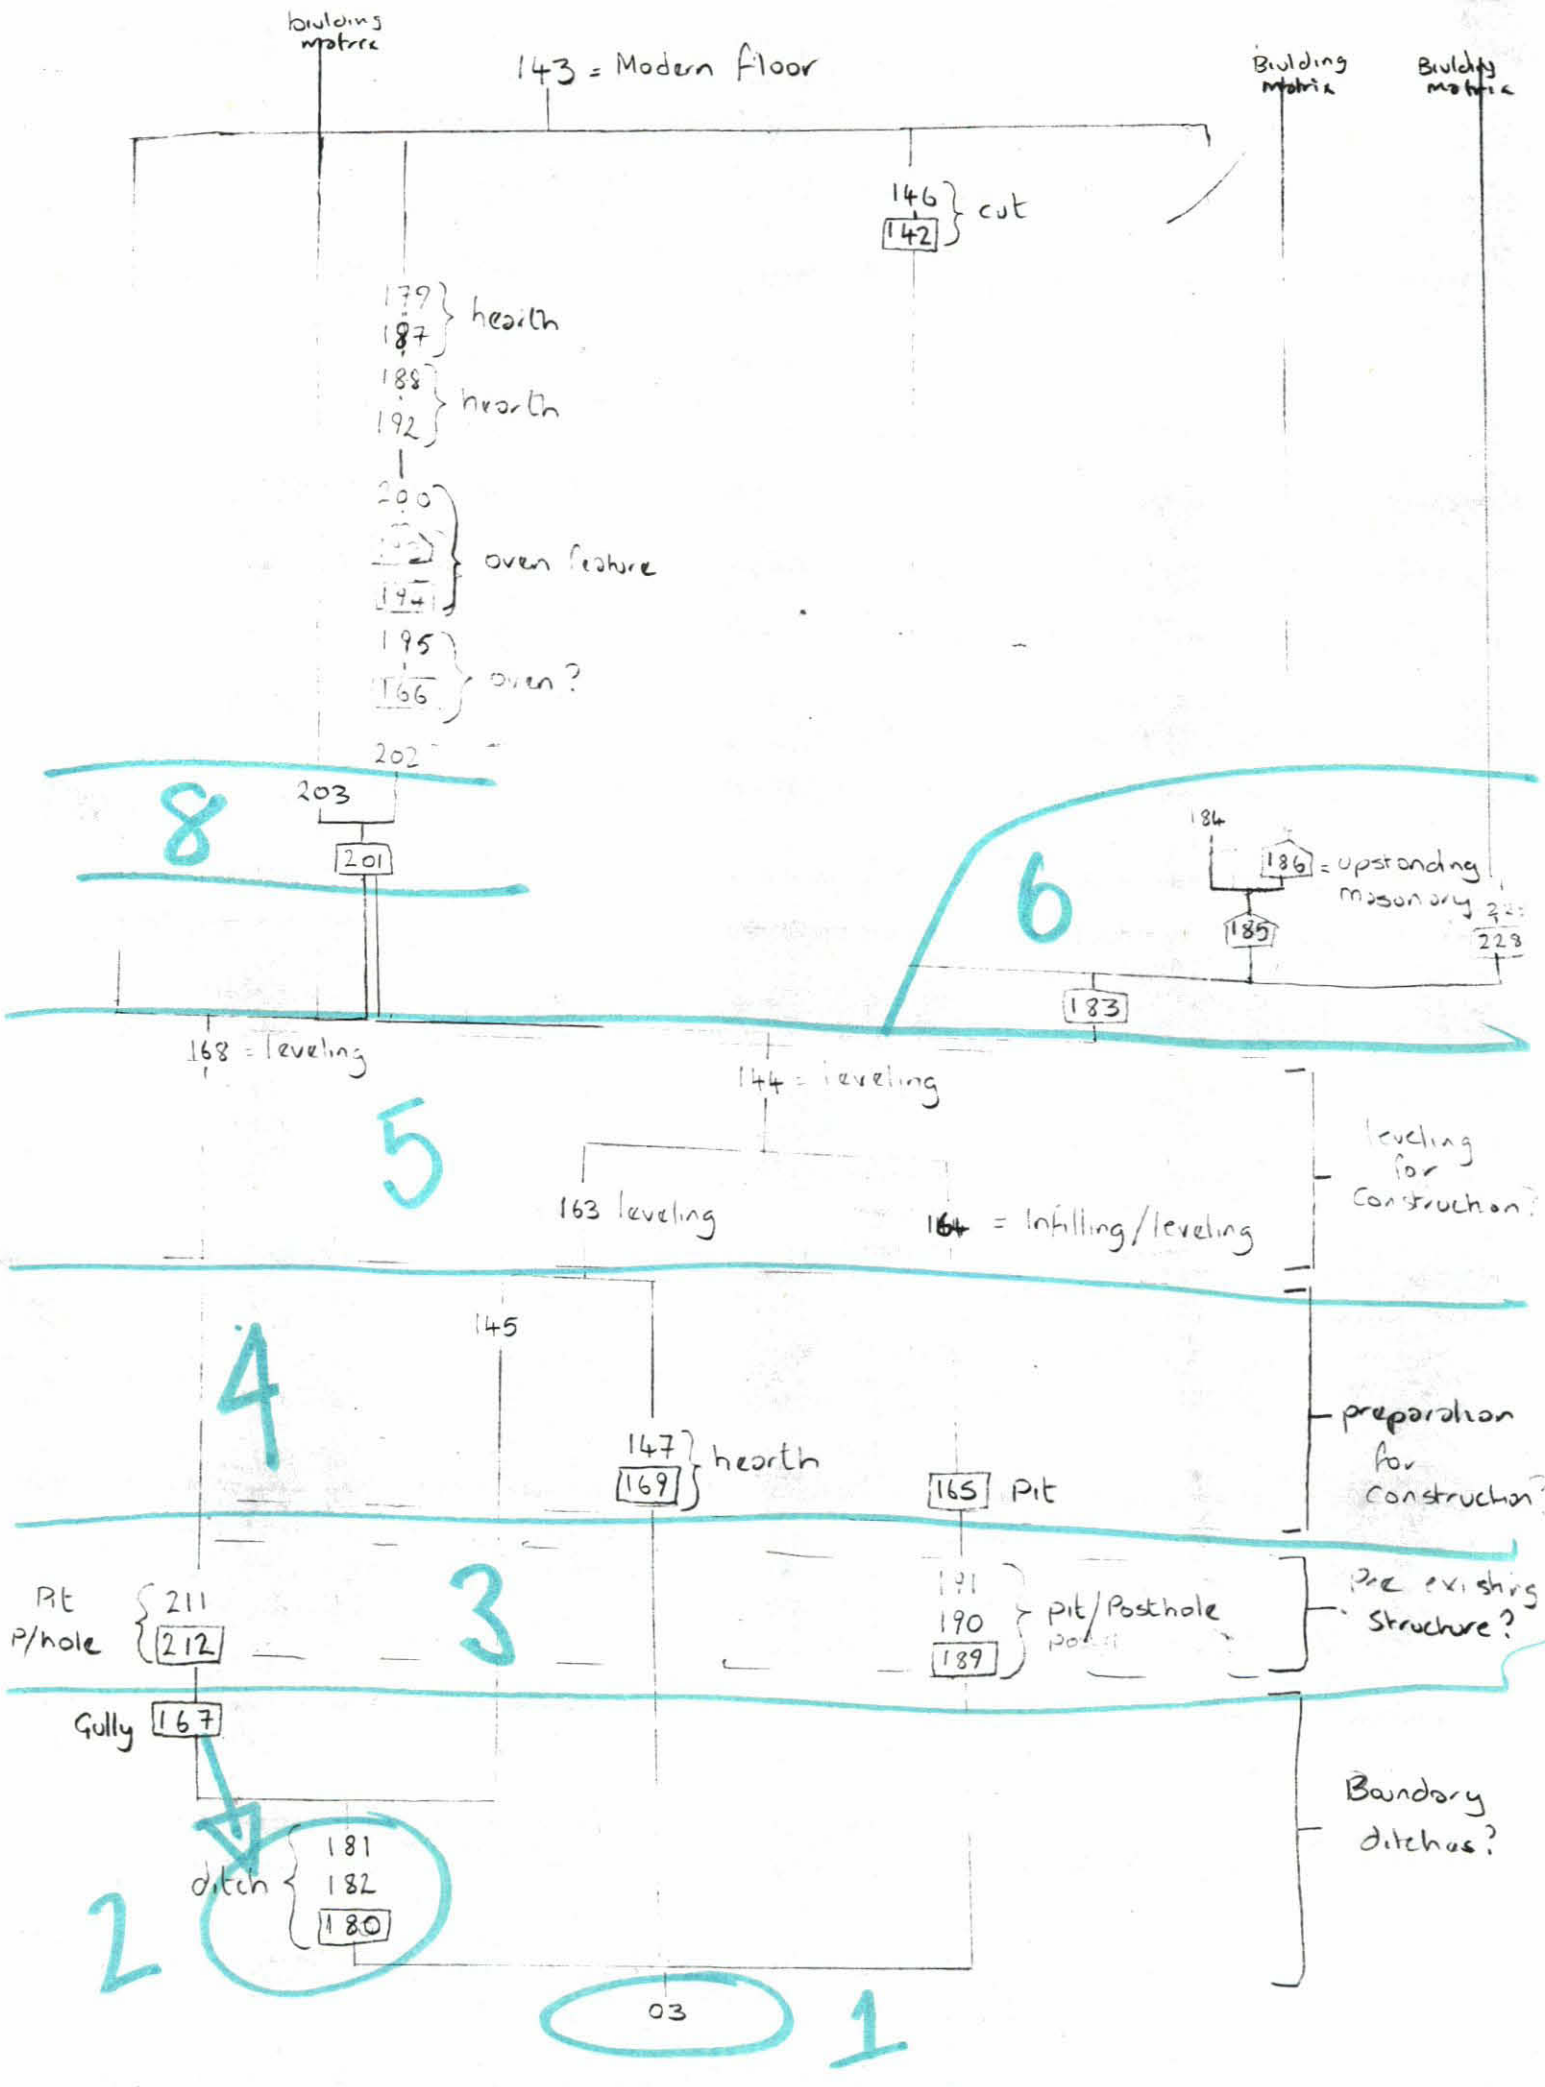 building
matrix
143 = Modern floor
Building
matrix
Building
matrix
146
142
cut
179
187
hearth
188
192
hearth
200
194
oven feature
195
166
oven?
202
8
203
201
6
184
186 = upstanding
masonary
185
228
183
168 = leveling
144 = leveling
5
leveling
for
construction?
163 leveling
164 = Infilling/leveling
4
145
147
169
hearth
165 Pit
preparation
for
construction?
3
Pit
P/hole
211
212
191
190
189
pit/Posthole
Pre existing
structure?
Gully 167
Boundary
ditches?
2
ditch
181
182
180
03
1